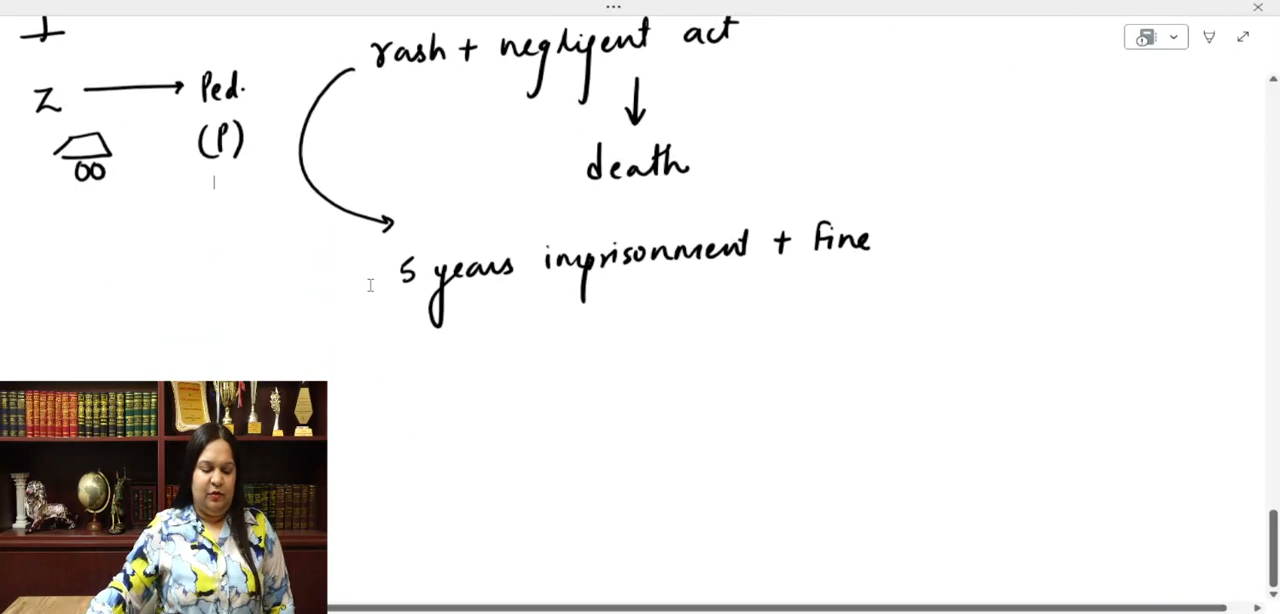 rash + negligent act
Z → Ped.
(P)
↓
death
5 years imprisonment + Fine